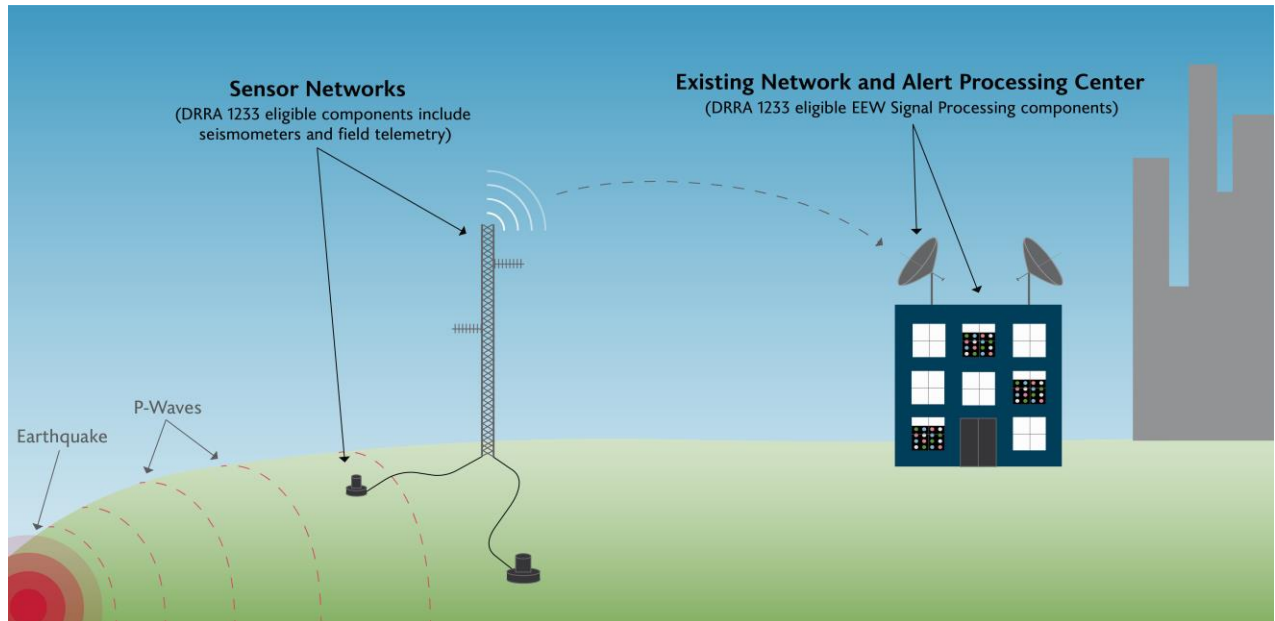 Sensor Networks
(DRRA 1233 eligible components include
seismometers and field telemetry)
Existing Network and Alert Processing Center
(DRRA 1233 eligible EEW Signal Processing components)
P-Waves
Earthquake